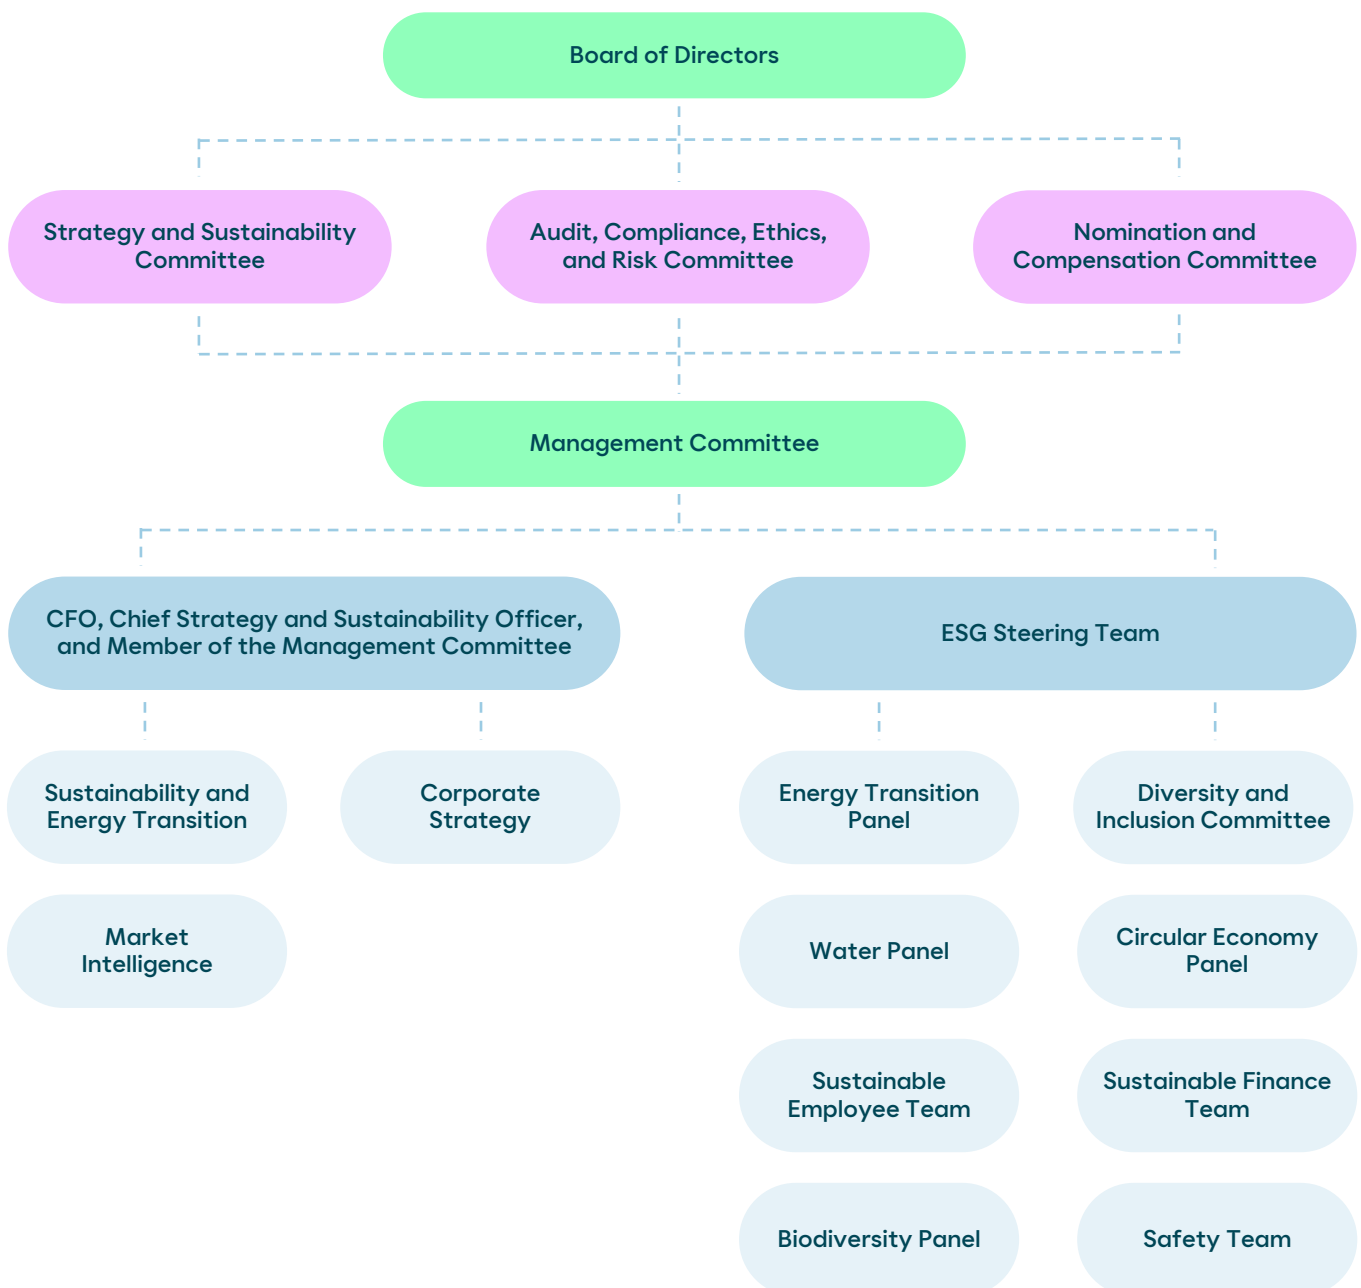 Board of Directors
Strategy and Sustainability
Committee
Audit, Compliance, Ethics,
and Risk Committee
Nomination and
Compensation Committee
Management Committee
CFO, Chief Strategy and Sustainability Officer,
and Member of the Management Committee
ESG Steering Team
Sustainability and
Energy Transition
Corporate
Strategy
Energy Transition
Panel
Diversity and
Inclusion Committee
Market
Intelligence
Water Panel
Circular Economy
Panel
Sustainable
Employee Team
Sustainable Finance
Team
Biodiversity Panel
Safety Team